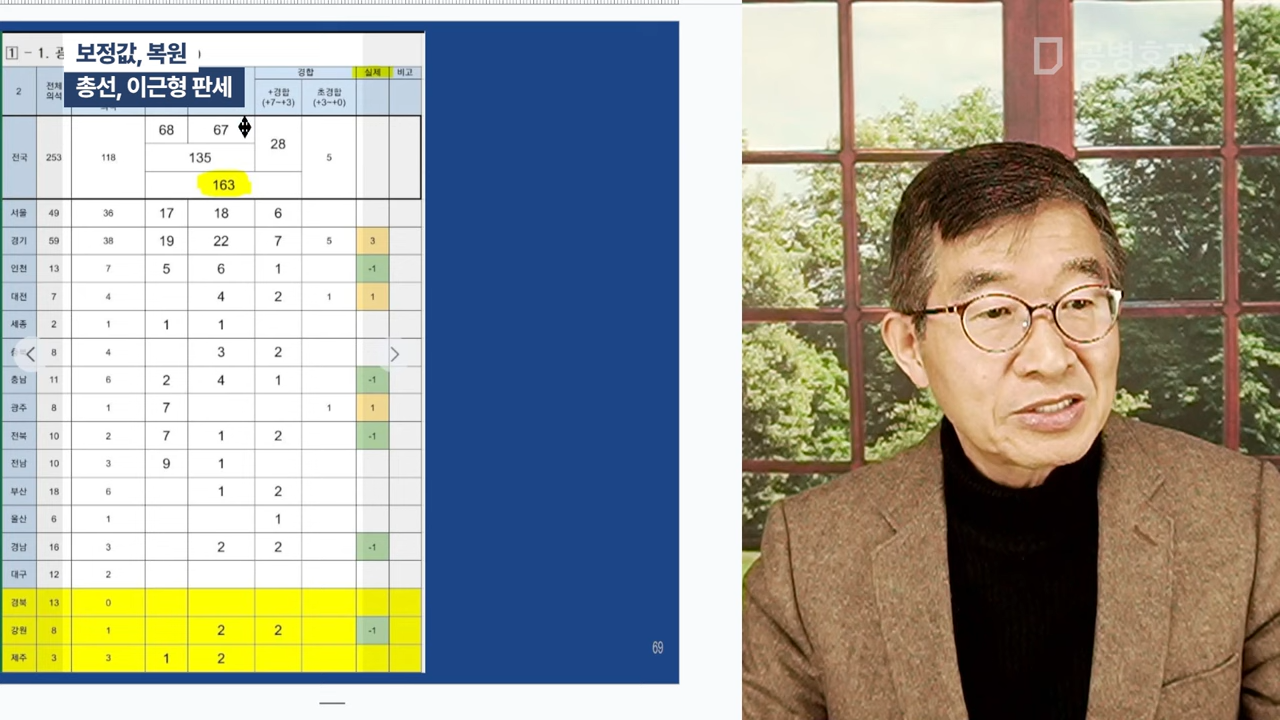 보정값, 복원
총선, 이근형 판세
1 - 1.
)
2 전체 의석 경합 실제 비고
+경합 (+7~+3) 초경합 (+3~+0)
전국 253 118 68 67 28 5
135
163
서울 49 36 17 18 6
경기 59 38 19 22 7 5 3
인천 13 7 5 6 1 -1
대전 7 4 4 2 1 1
세종 2 1 1 1
8 4 3 2
충남 11 6 2 4 1 -1
광주 8 1 7 1 1
전북 10 2 7 1 2 -1
전남 10 3 9 1
부산 18 6 1 2
울산 6 1 1
경남 16 3 2 2 -1
대구 12 2
경북 13 0
강원 8 1 2 2 -1
제주 3 3 1 2
69
공병호